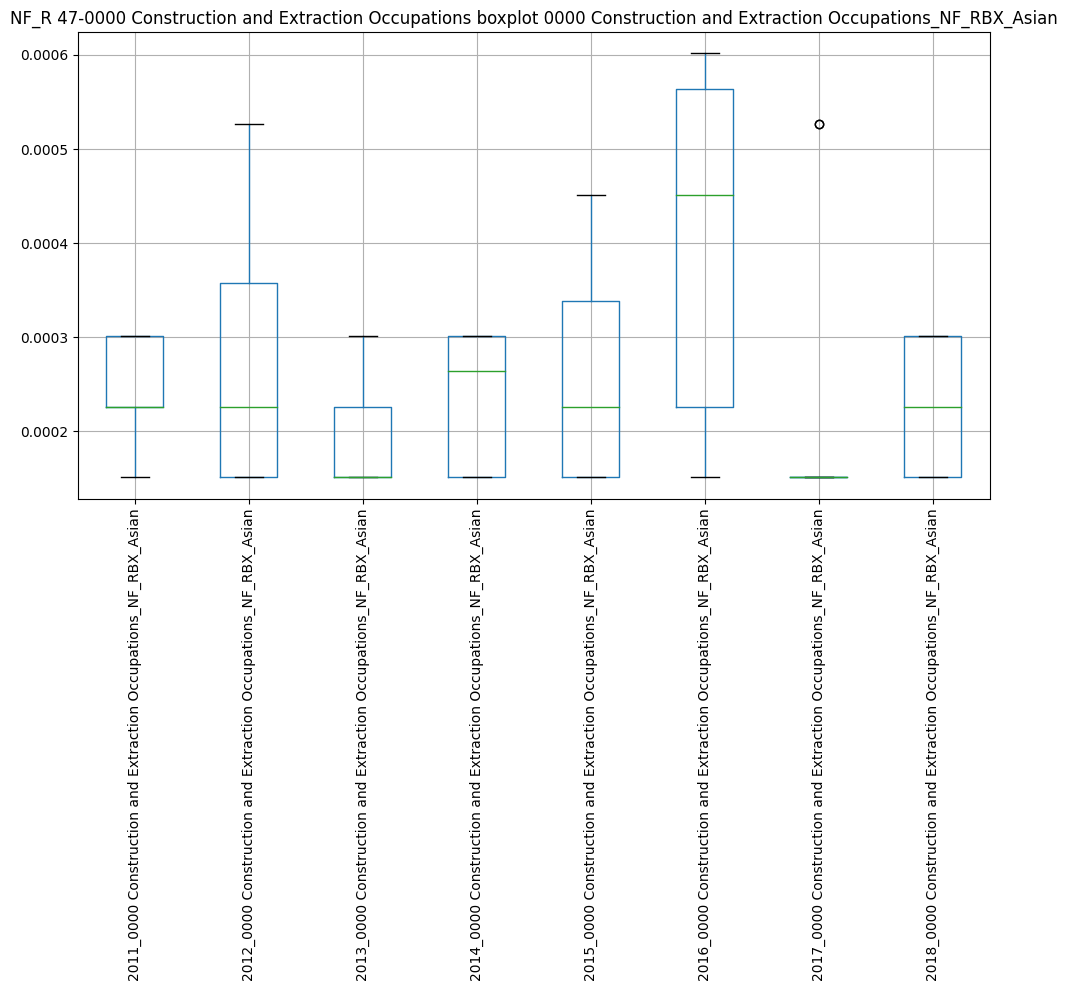 NF_R 47-0000 Construction and Extraction Occupations boxplot 0000 Construction and Extraction Occupations_NF_RBX_Asian
0.0006
0.0005
0.0004
0.0003
0.0002
2011_0000 Construction and Extraction Occupations_NF_RBX_Asian
2012_0000 Construction and Extraction Occupations_NF_RBX_Asian
2013_0000 Construction and Extraction Occupations_NF_RBX_Asian
2014_0000 Construction and Extraction Occupations_NF_RBX_Asian
2015_0000 Construction and Extraction Occupations_NF_RBX_Asian
2016_0000 Construction and Extraction Occupations_NF_RBX_Asian
2017_0000 Construction and Extraction Occupations_NF_RBX_Asian
2018_0000 Construction and Extraction Occupations_NF_RBX_Asian